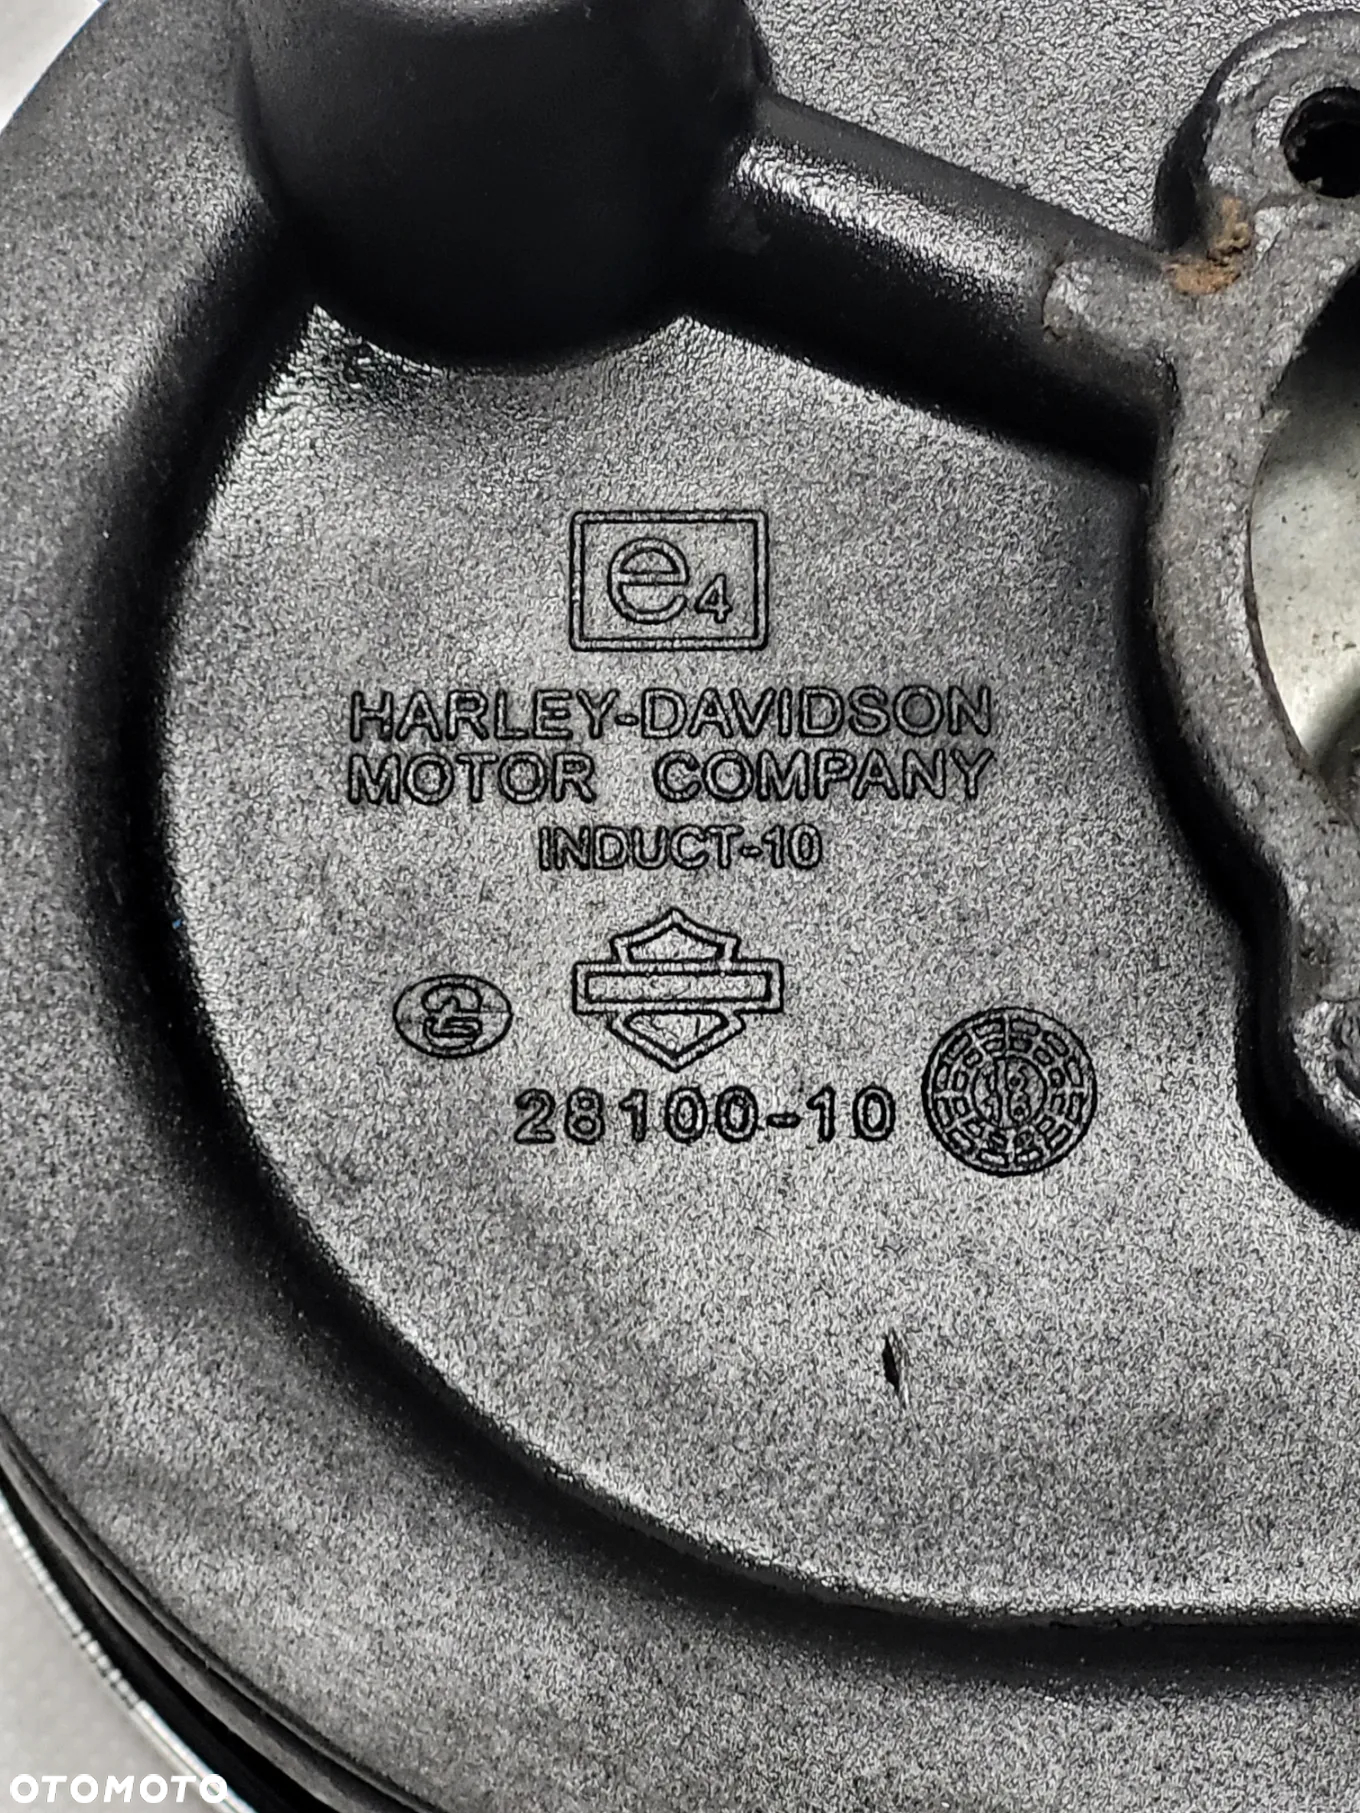 e4
HARLEY-DAVIDSON
MOTOR COMPANY
INDUCT-10
28100-10
OTOMOTO